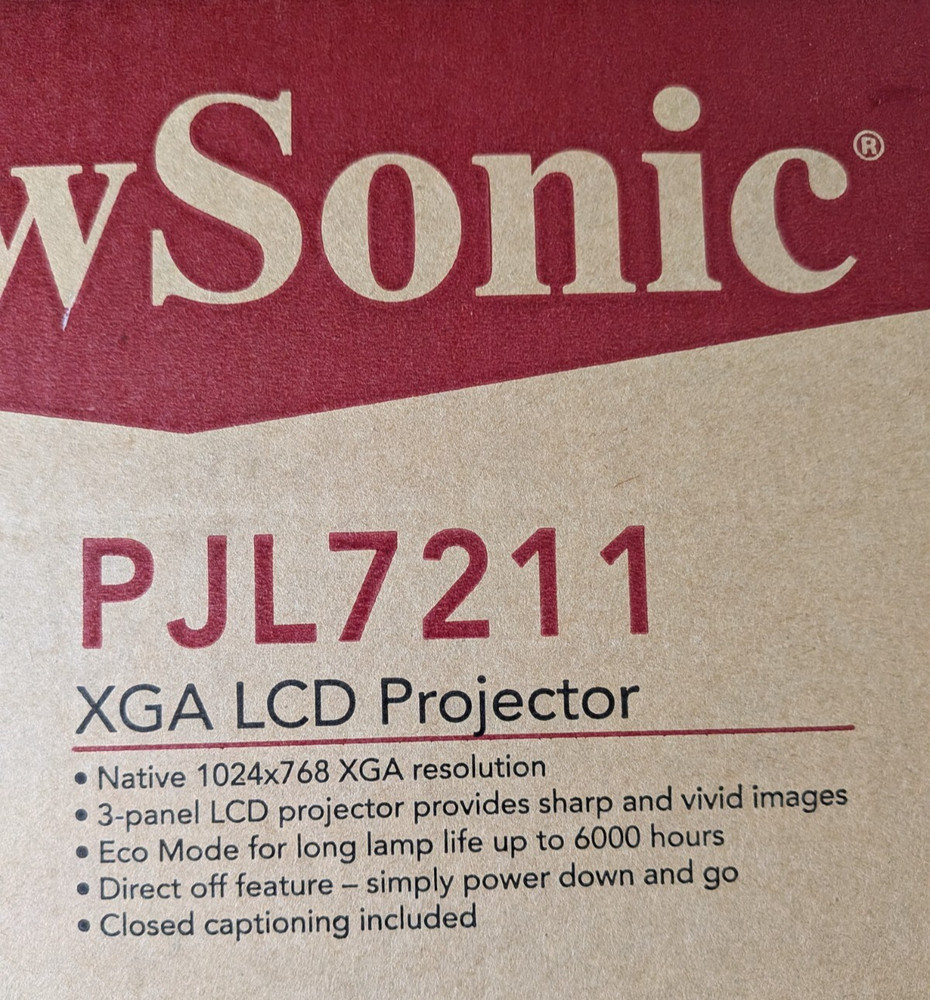 wSonic®
PJL7211
XGA LCD Projector
• Native 1024x768 XGA resolution
• 3-panel LCD projector provides sharp and vivid images
• Eco Mode for long lamp life up to 6000 hours
• Direct off feature – simply power down and go
• Closed captioning included